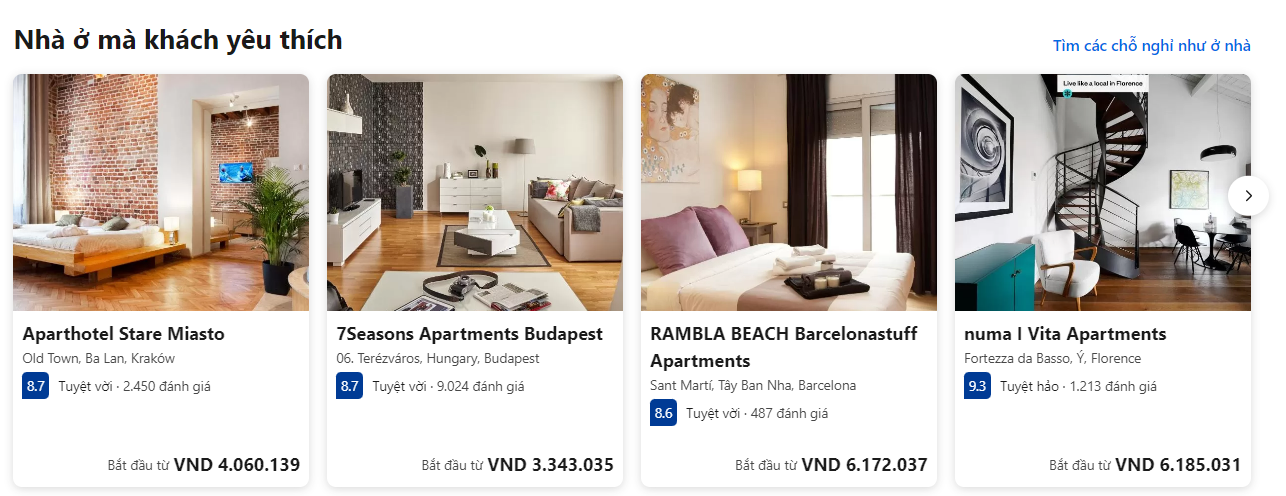 Nhà ở mà khách yêu thích
Tìm các chỗ nghỉ như ở nhà
Aparthotel Stare Miasto
Old Town, Ba Lan, Kraków
8.7 Tuyệt vời · 2.450 đánh giá
Bắt đầu từ VND 4.060.139
7Seasons Apartments Budapest
06. Terézváros, Hungary, Budapest
8.7 Tuyệt vời · 9.024 đánh giá
Bắt đầu từ VND 3.343.035
RAMBLA BEACH Barcelonastuff
Apartments
Sant Martí, Tây Ban Nha, Barcelona
8.6 Tuyệt vời · 487 đánh giá
Bắt đầu từ VND 6.172.037
Live like a local in Florence
numa I Vita Apartments
Fortezza da Basso, Ý, Florence
9.3 Tuyệt hảo · 1.213 đánh giá
Bắt đầu từ VND 6.185.031